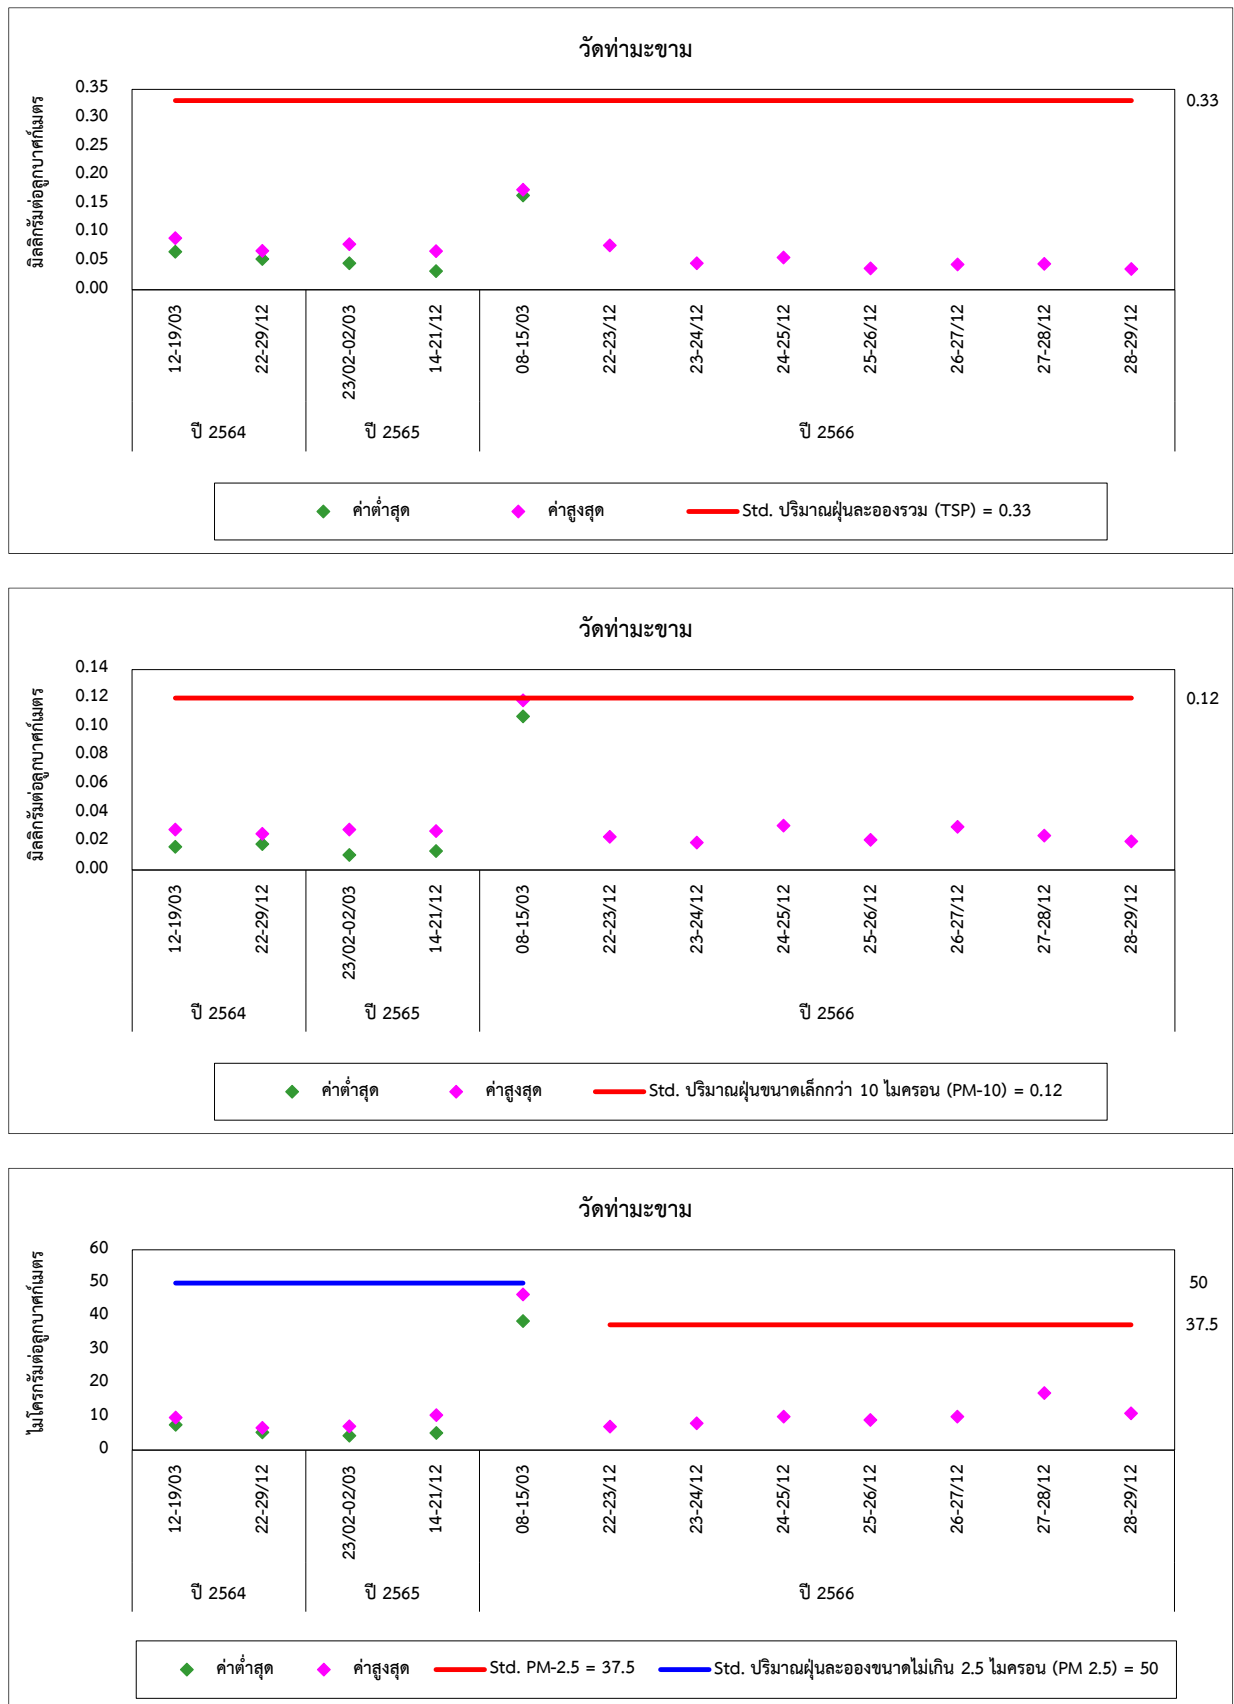 วัดท่ามะขาม
มิลลิกรัมต่อลูกบาศก์เมตร
0.35
0.30
0.25
0.20
0.15
0.10
0.05
0.00
0.33
12-19/03
22-29/12
23/02-02/03
14-21/12
08-15/03
22-23/12
23-24/12
24-25/12
25-26/12
26-27/12
27-28/12
28-29/12
ปี 2564
ปี 2565
ปี 2566
ค่าต่ำสุด
ค่าสูงสุด
Std. ปริมาณฝุ่นละอองรวม (TSP) = 0.33
วัดท่ามะขาม
มิลลิกรัมต่อลูกบาศก์เมตร
0.14
0.12
0.10
0.08
0.06
0.04
0.02
0.00
0.12
12-19/03
22-29/12
23/02-02/03
14-21/12
08-15/03
22-23/12
23-24/12
24-25/12
25-26/12
26-27/12
27-28/12
28-29/12
ปี 2564
ปี 2565
ปี 2566
ค่าต่ำสุด
ค่าสูงสุด
Std. ปริมาณฝุ่นขนาดเล็กกว่า 10 ไมครอน (PM-10) = 0.12
วัดท่ามะขาม
ไมโครกรัมต่อลูกบาศก์เมตร
60
50
40
30
20
10
0
50
37.5
12-19/03
22-29/12
23/02-02/03
14-21/12
08-15/03
22-23/12
23-24/12
24-25/12
25-26/12
26-27/12
27-28/12
28-29/12
ปี 2564
ปี 2565
ปี 2566
ค่าต่ำสุด
ค่าสูงสุด
Std. PM-2.5 = 37.5
Std. ปริมาณฝุ่นละอองขนาดไม่เกิน 2.5 ไมครอน (PM 2.5) = 50